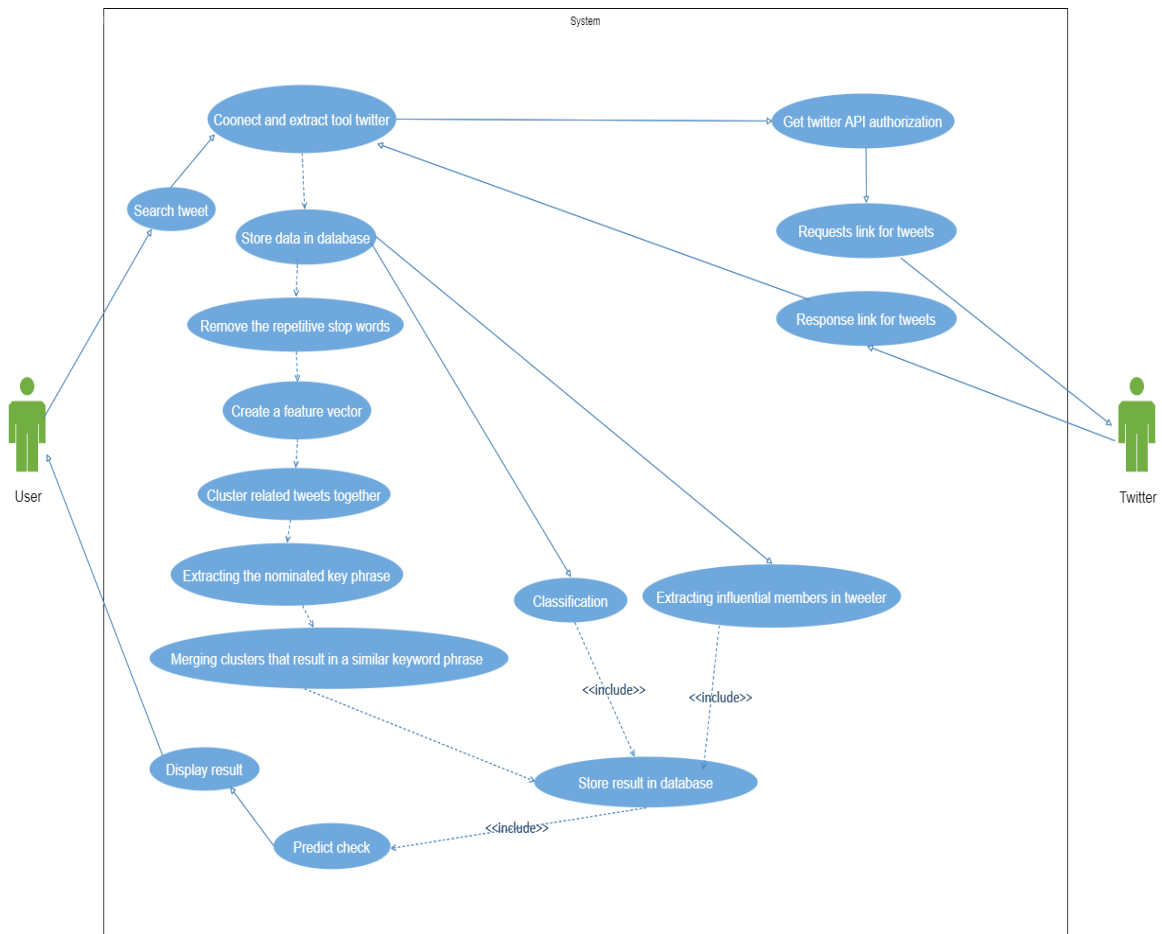 System
Coonect and extract tool twitter
Get twitter API authorization
Search tweet
Store data in database
Requests link for tweets
Remove the repetitive stop words
Response link for tweets
Create a feature vector
User
Twitter
Cluster related tweets together
Extracting the nominated key phrase
Classification
Extracting influential members in tweeter
Merging clusters that result in a similar keyword phrase
<<include>>
<<include>>
Display result
Store result in database
<<include>>
Predict check